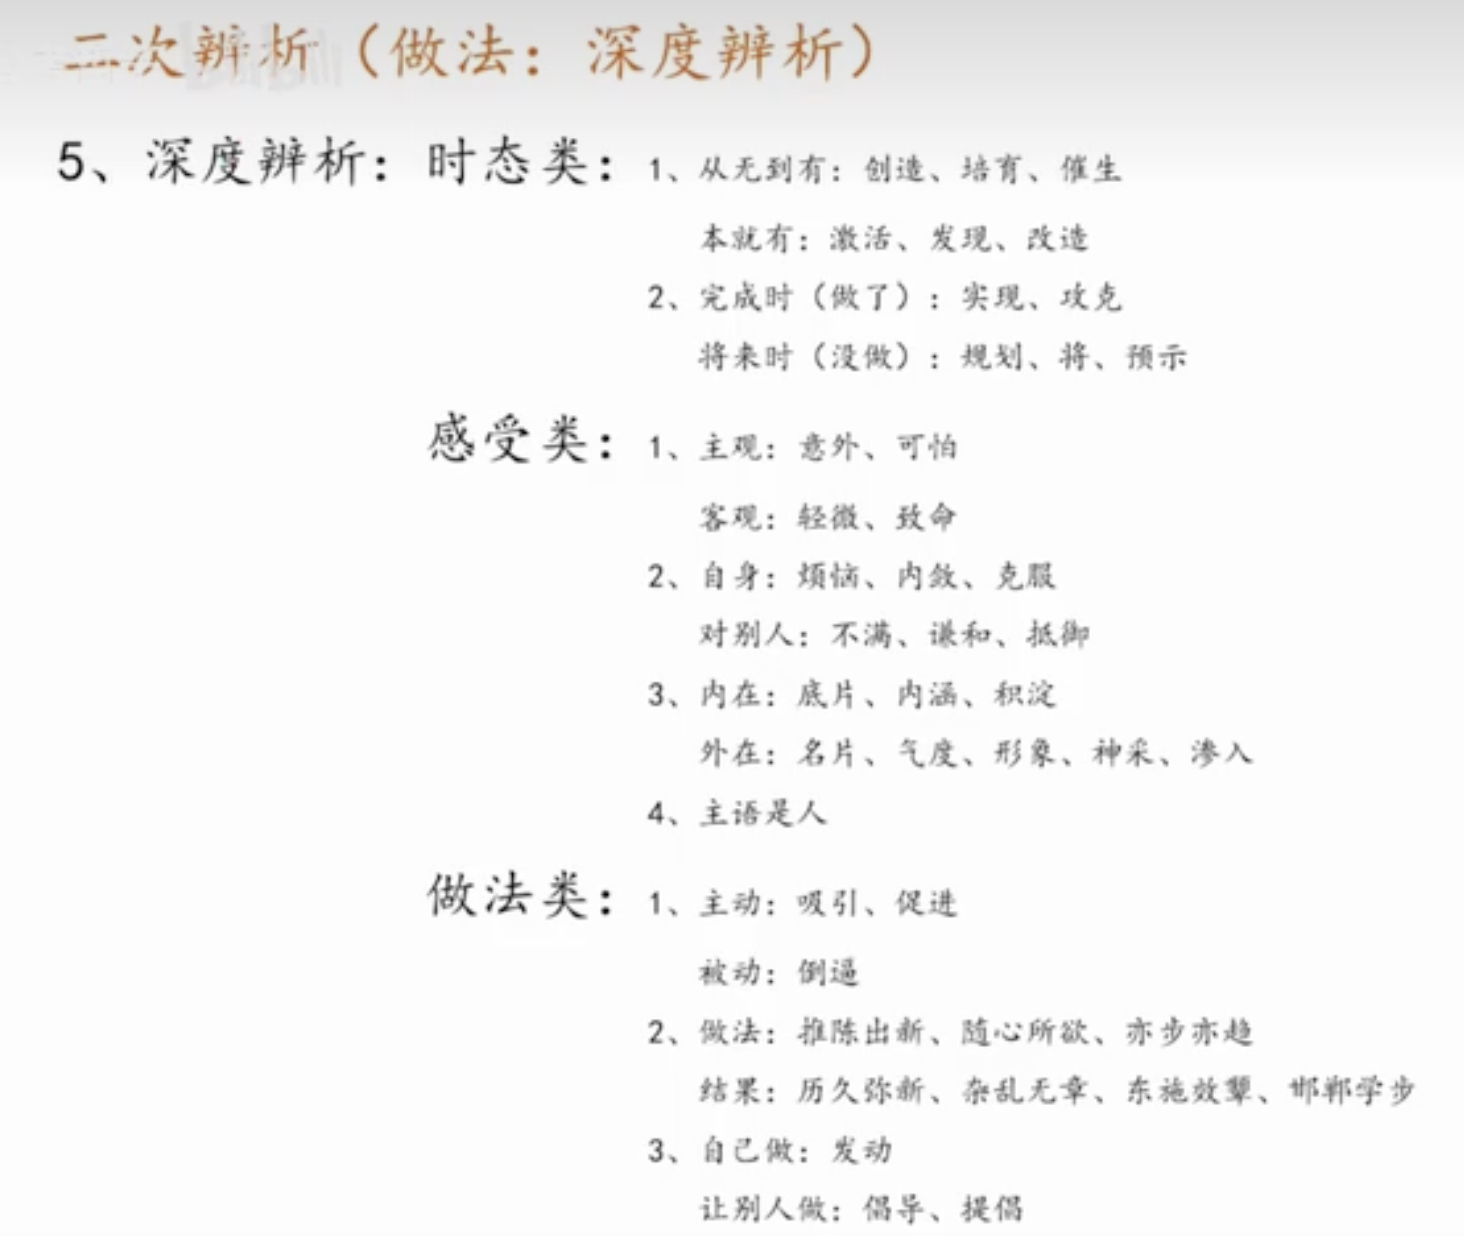 二次辨析（做法：深度辨析）
5、深度辨析：时态类：1、从无到有：创造、培育、催生
本就有：激活、发现、改造
2、完成时（做了）：实现、攻克
将来时（没做）：规划、将、预示
感受类：1、主观：意外、可怕
客观：轻微、致命
2、自身：烦恼、内敛、克服
对别人：不满、谦和、抵御
3、内在：底片、内涵、积淀
外在：名片、气度、形象、神采、渗入
4、主语是人
做法类：1、主动：吸引、促进
被动：倒逼
2、做法：推陈出新、随心所欲、亦步亦趋
结果：历久弥新、杂乱无章、东施效颦、邯郸学步
3、自己做：发动
让别人做：倡导、提倡